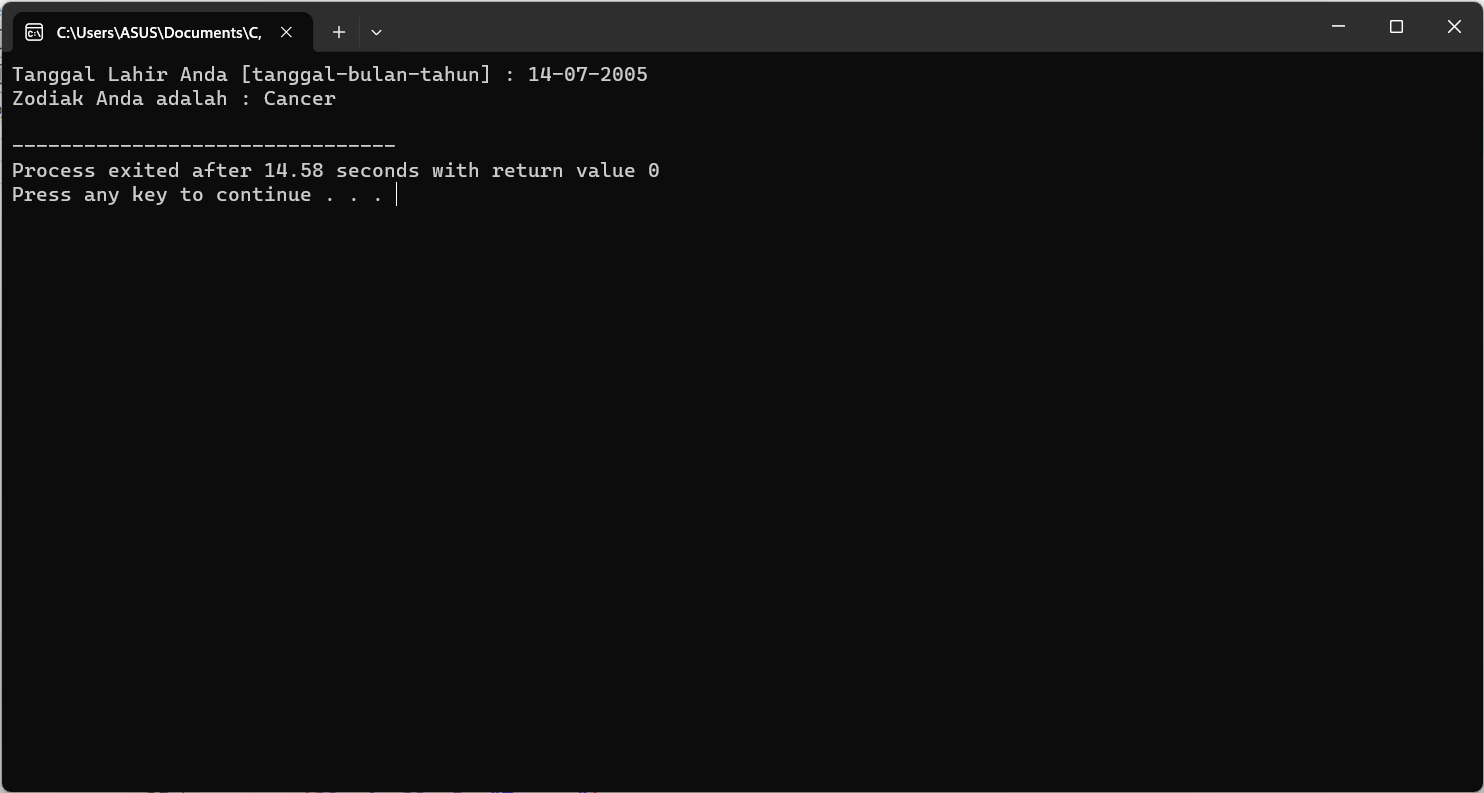 C:\Users\ASUS\Documents\C,
Tanggal Lahir Anda [tanggal-bulan-tahun] : 14-07-2005
Zodiak Anda adalah : Cancer
--------------------------------
Process exited after 14.58 seconds with return value 0
Press any key to continue . . .